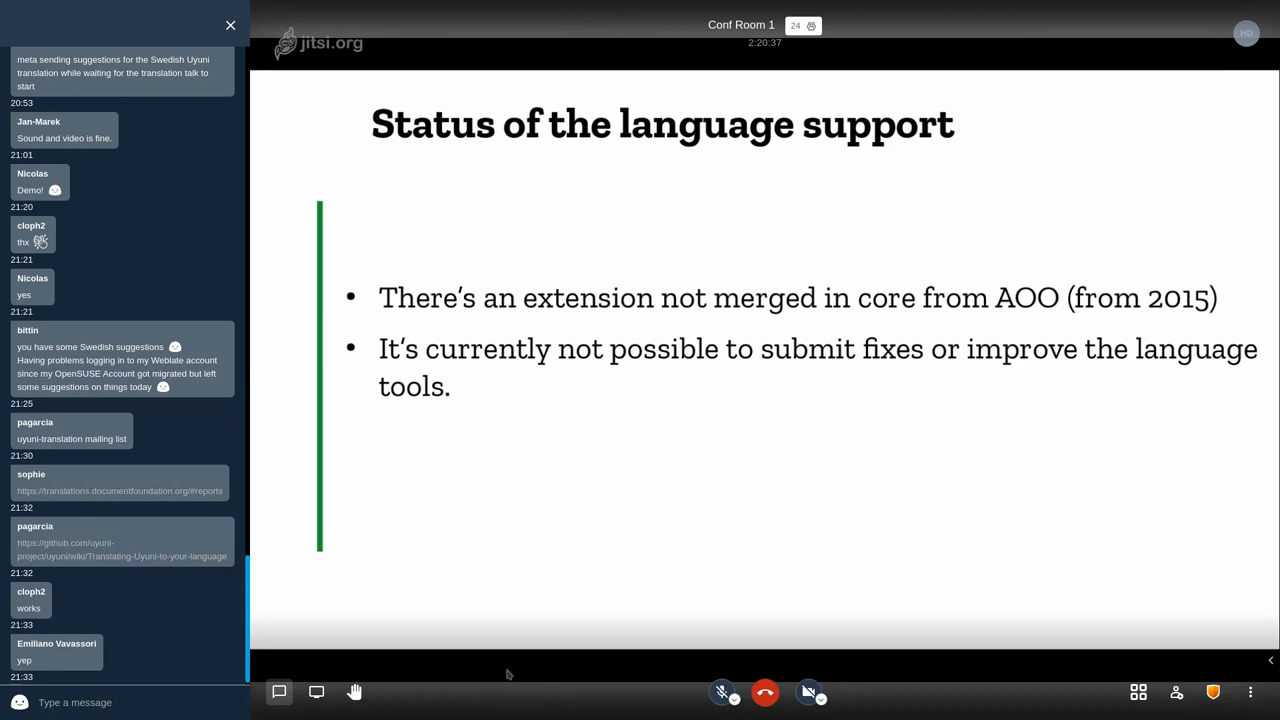 meta sending suggestions for the Swedish Uyuni
translation while waiting for the translation talk to
start
20:53
Jan-Marek
Sound and video is fine.
21:01
Nicolas
Demo!
21:20
cloph2
thx
21:21
Nicolas
yes
21:21
bittin
you have some Swedish suggestions
Having problems logging in to my Weblate account
since my OpenSUSE Account got migrated but left
some suggestions on things today
21:25
pagarcia
uyuni-translation mailing list
21:30
sophie
https://translations.documentfoundation.org/#reports
21:32
pagarcia
https://github.com/uyuni-
project/uyuni/wiki/Translating-Uyuni-to-your-language
21:32
cloph2
works
21:33
Emiliano Vavassori
yep
21:33
Type a message
jitsi.org
Conf Room 1
24
2:20:37
HD
Status of the language support
• There's an extension not merged in core from AOO (from 2015)
• It's currently not possible to submit fixes or improve the language
tools.